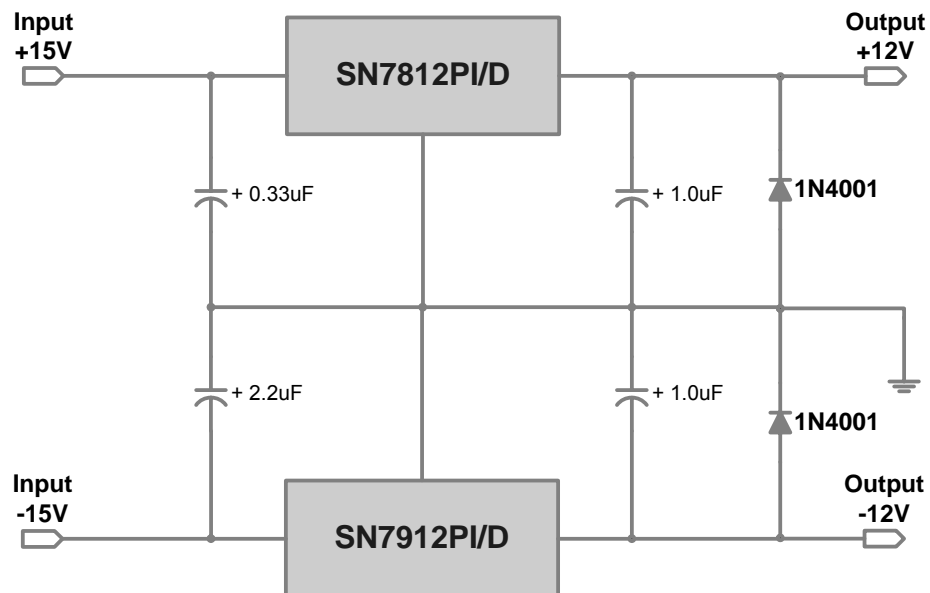 Input
+15V
SN7812PI/D
Output
+12V
+ 0.33uF
+ 1.0uF
1N4001
+ 2.2uF
+ 1.0uF
1N4001
Input
-15V
SN7912PI/D
Output
-12V